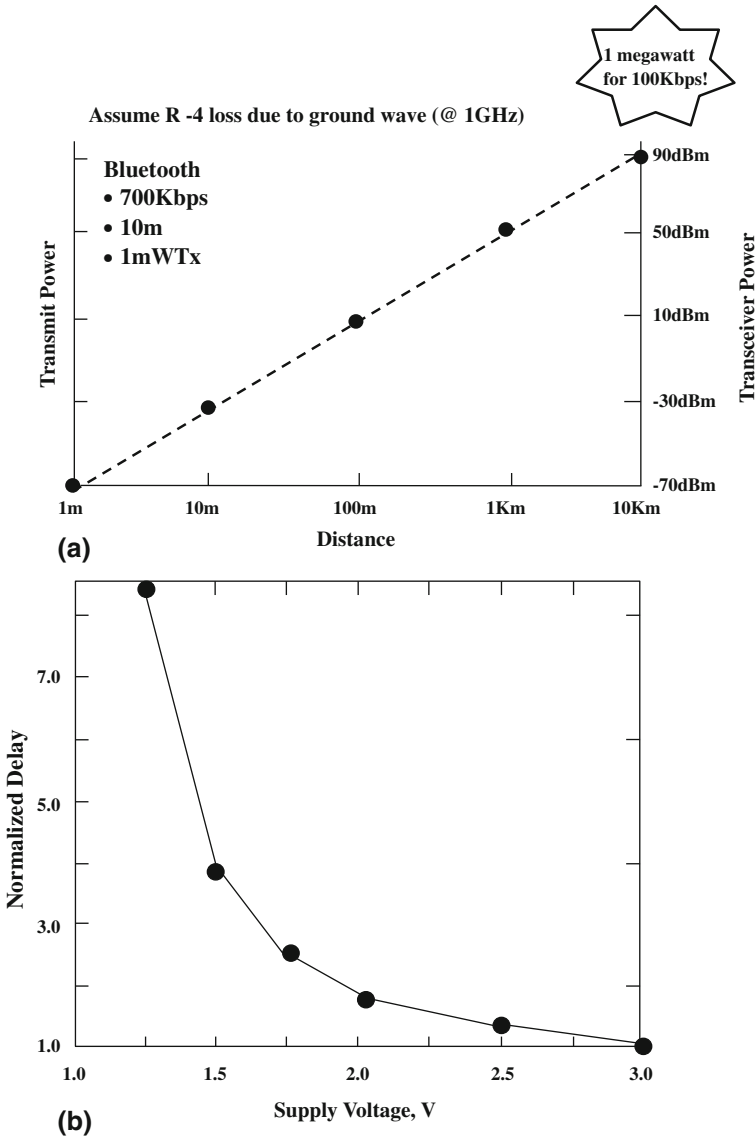 1 megawatt
for 100Kbps!
Assume R -4 loss due to ground wave (@ 1GHz)
Bluetooth
• 700Kbps
• 10m
• 1mWTx
Transmit Power
90dBm
50dBm
10dBm
-30dBm
-70dBm
Transceiver Power
1m 10m 100m 1Km 10Km
Distance
(a)
Normalized Delay
7.0
5.0
3.0
1.0
1.0 1.5 2.0 2.5 3.0
Supply Voltage, V
(b)